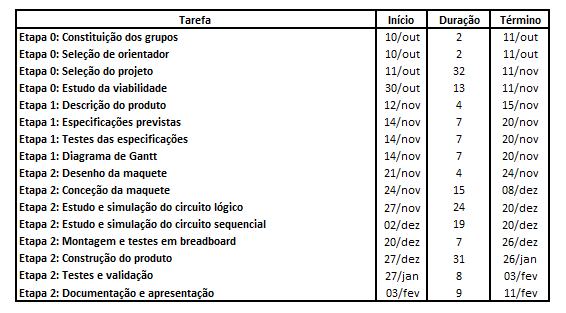 Tarefa Início Duração Término
Etapa 0: Constituição dos grupos 10/out 2 11/out
Etapa 0: Seleção de orientador 10/out 2 11/out
Etapa 0: Seleção do projeto 11/out 32 11/nov
Etapa 0: Estudo da viabilidade 30/out 13 11/nov
Etapa 1: Descrição do produto 12/nov 4 15/nov
Etapa 1: Especificações previstas 14/nov 7 20/nov
Etapa 1: Testes das especificações 14/nov 7 20/nov
Etapa 1: Diagrama de Gantt 14/nov 7 20/nov
Etapa 2: Desenho da maquete 21/nov 4 24/nov
Etapa 2: Conceção da maquete 24/nov 15 08/dez
Etapa 2: Estudo e simulação do circuito lógico 27/nov 24 20/dez
Etapa 2: Estudo e simulação do circuito sequencial 02/dez 19 20/dez
Etapa 2: Montagem e testes em breadboard 20/dez 7 26/dez
Etapa 2: Construção do produto 27/dez 31 26/jan
Etapa 2: Testes e validação 27/jan 8 03/fev
Etapa 2: Documentação e apresentação 03/fev 9 11/fev